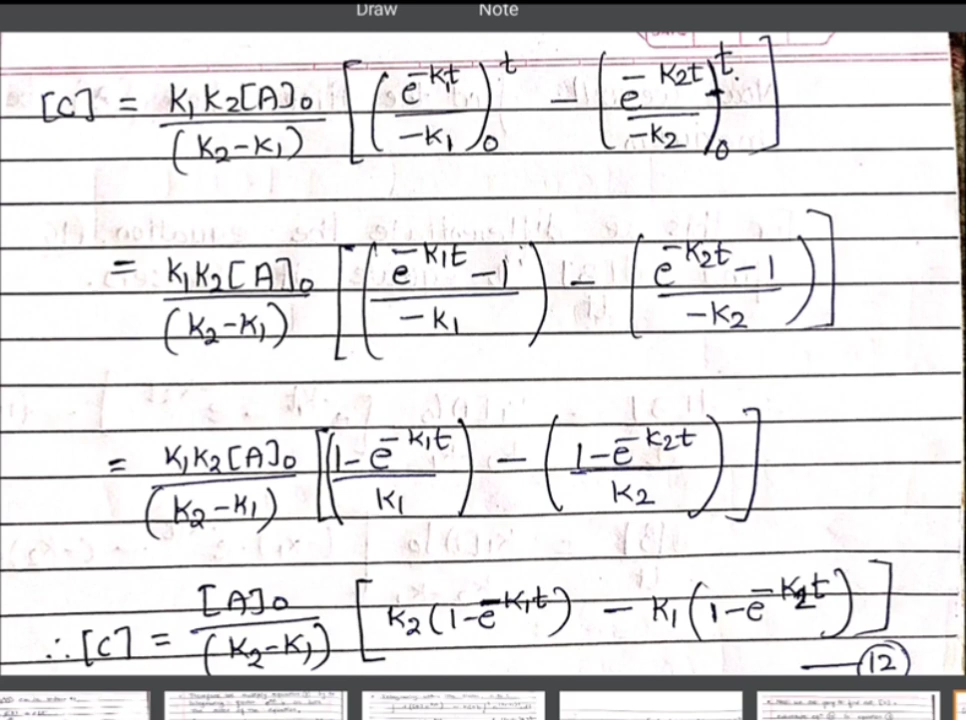 Draw Note
[C] = K₁K₂[A]₀ / (K₂-K₁) [ (e^-K₁t / -K₁)₀^t - (e^-K₂t / -K₂)₀^t ]
= K₁K₂[A]₀ / (K₂-K₁) [ (e^-K₁t - 1 / -K₁) - (e^-K₂t - 1 / -K₂) ]
= K₁K₂[A]₀ / (K₂-K₁) [ (1-e^-K₁t / K₁) - (1-e^-K₂t / K₂) ]
∴ [C] = [A]₀ / (K₂-K₁) [ K₂(1-e^-K₁t) - K₁(1-e^-K₂t) ]
—(12)